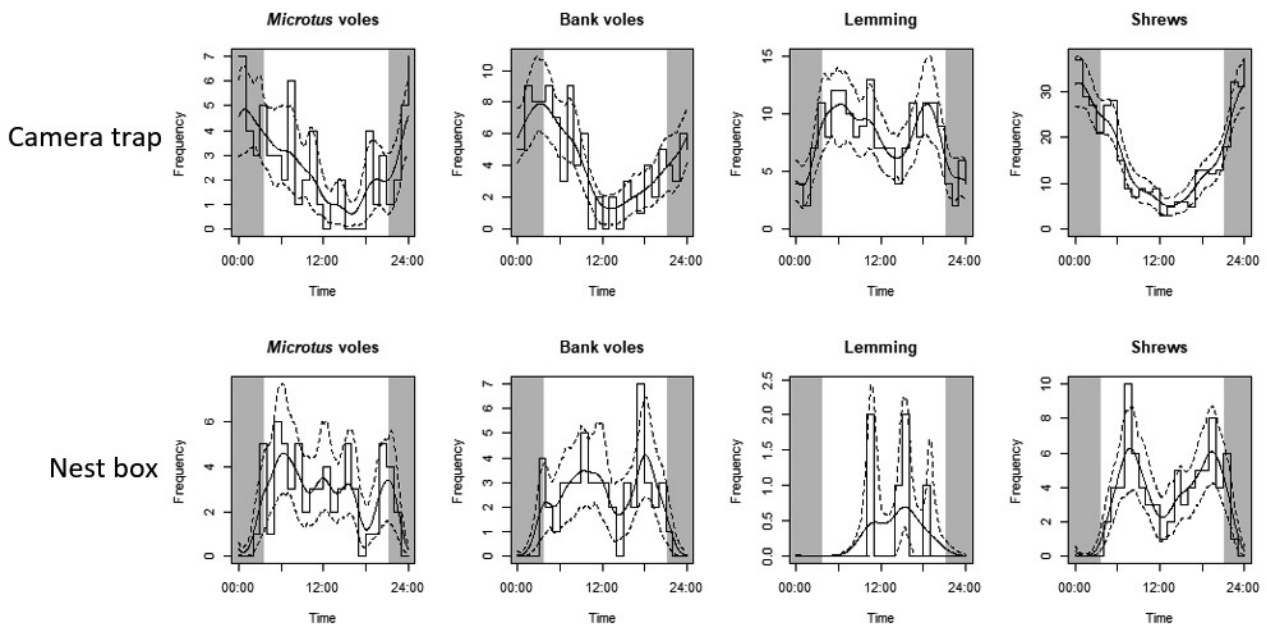 Microtus voles
Bank voles
Lemming
Shrews
Camera trap
Frequency
0 1 2 3 4 5 6 7
00:00 12:00 24:00
Time
Frequency
0 2 4 6 8 10
00:00 12:00 24:00
Time
Frequency
0 5 10 15
00:00 12:00 24:00
Time
Frequency
0 10 20 30
00:00 12:00 24:00
Time
Microtus voles
Bank voles
Lemming
Shrews
Nest box
Frequency
0 2 4 6
00:00 12:00 24:00
Time
Frequency
0 1 2 3 4 5 6 7
00:00 12:00 24:00
Time
Frequency
0.0 0.5 1.0 1.5 2.0 2.5
00:00 12:00 24:00
Time
Frequency
0 2 4 6 8 10
00:00 12:00 24:00
Time